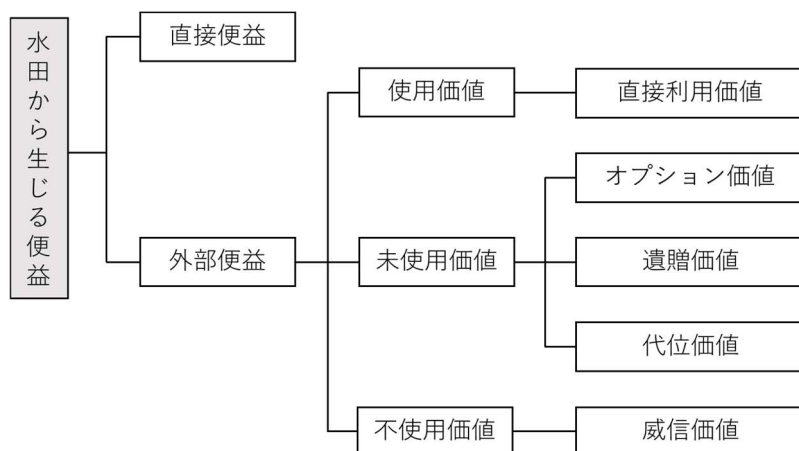 水田から生じる便益
直接便益
外部便益
使用価値
直接利用価値
未使用価値
オプション価値
遺贈価値
代位価値
不使用価値
威信価値